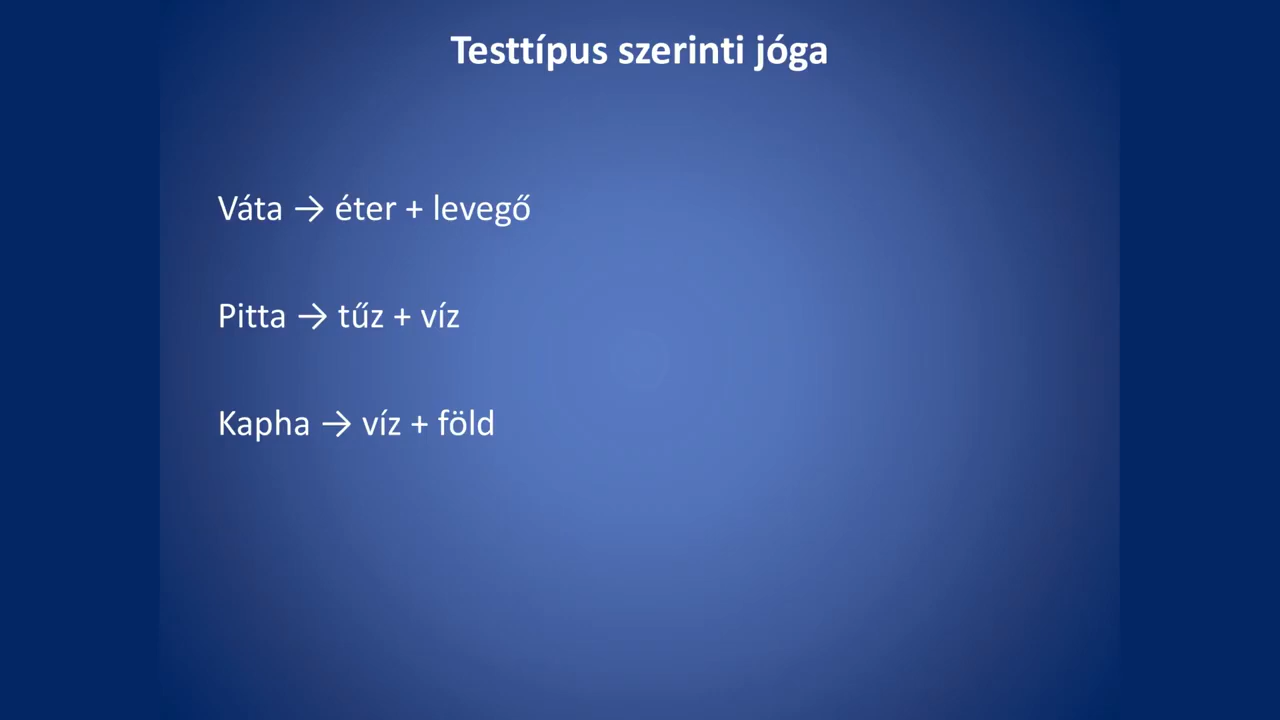 Testtípus szerinti jóga
Váta → éter + levegő
Pitta → tűz + víz
Kapha → víz + föld